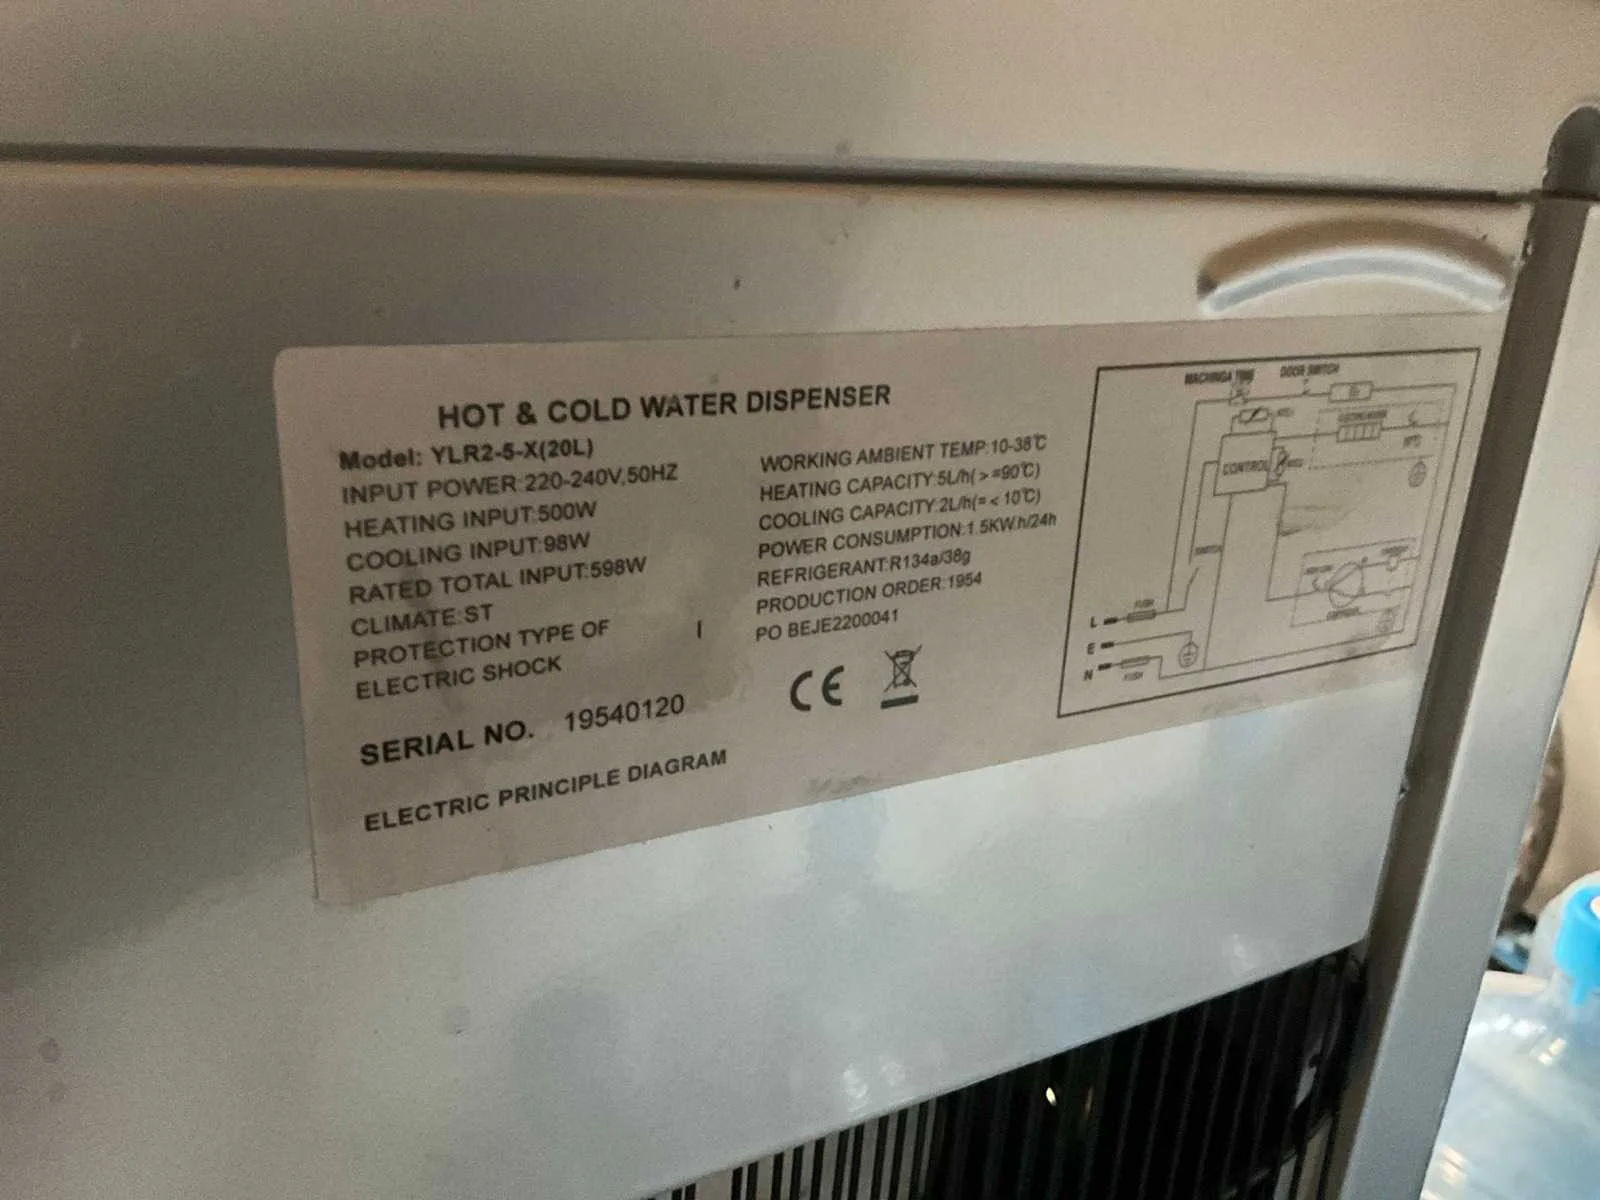 HOT & COLD WATER DISPENSER
Model: YLR2-5-X(20L)
INPUT POWER:220-240V,50HZ
HEATING INPUT:500W
COOLING INPUT:98W
RATED TOTAL INPUT:598W
CLIMATE:ST
PROTECTION TYPE OF I
ELECTRIC SHOCK
SERIAL NO. 19540120
ELECTRIC PRINCIPLE DIAGRAM
WORKING AMBIENT TEMP:10-38℃
HEATING CAPACITY:5L/h(>=90℃)
COOLING CAPACITY:2L/h(=<10℃)
POWER CONSUMPTION:1.5KW.h/24h
REFRIGERANT:R134a/38g
PRODUCTION ORDER:1954
PO BEJE2200041
CE
DOOR SWITCH
CONTROL
SWITCH
L
E
N